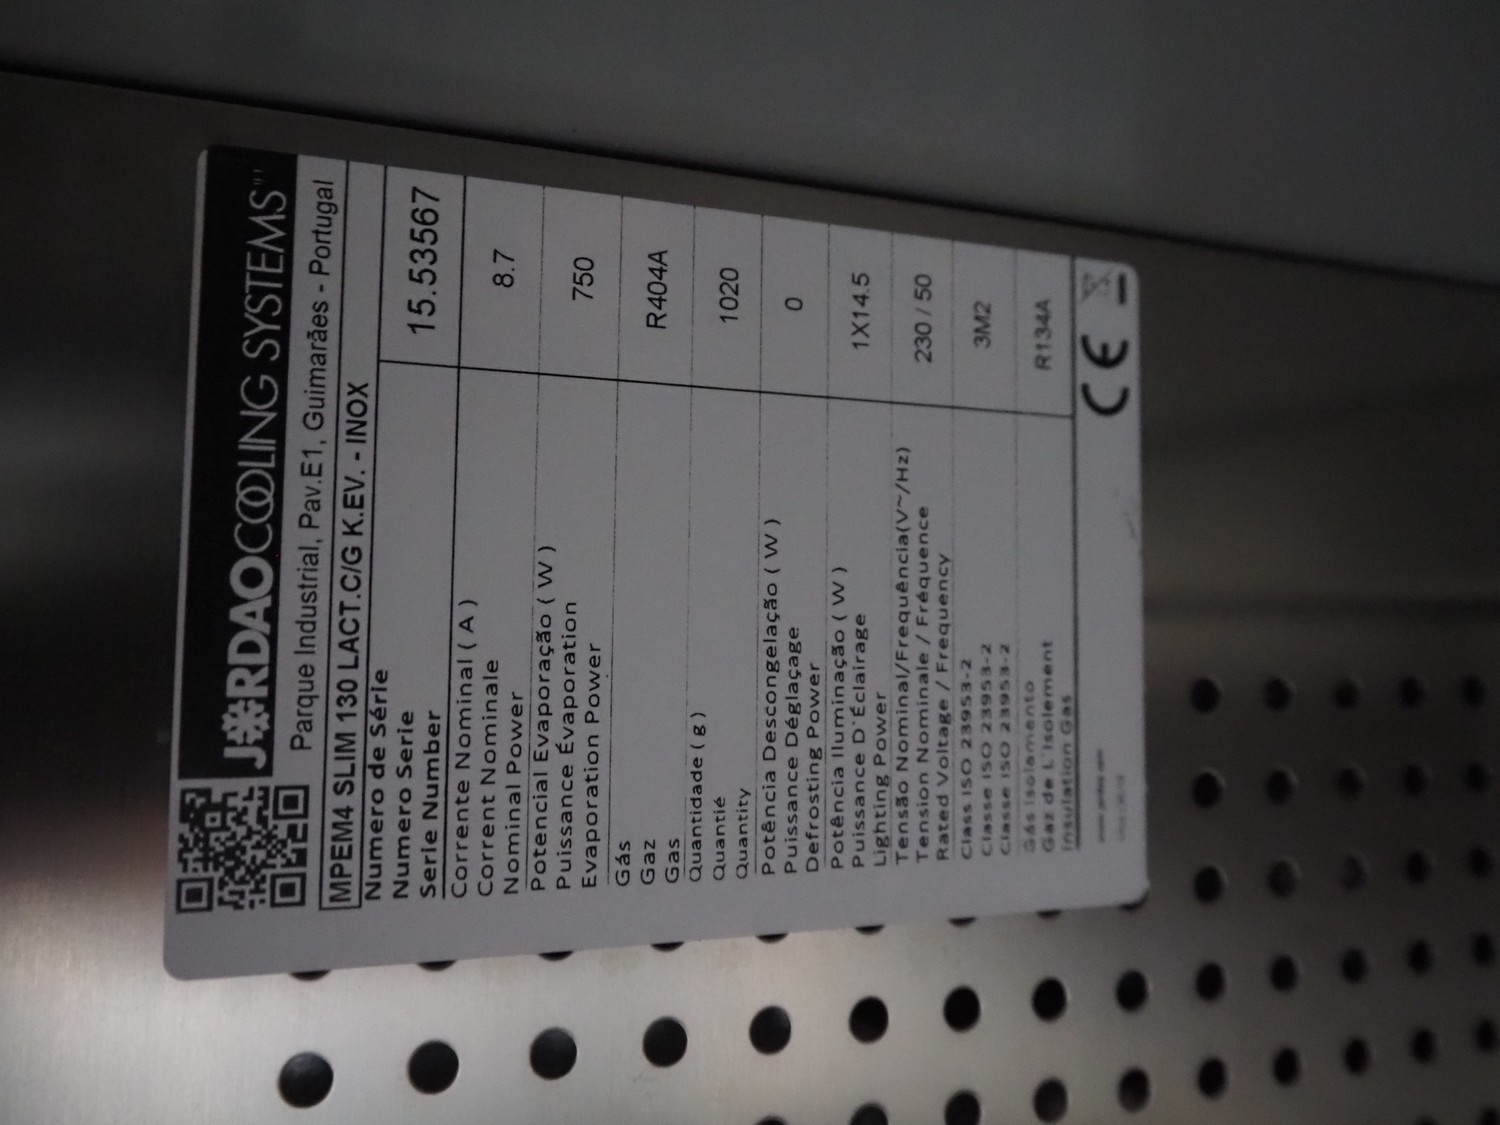 JORDAO COOLING SYSTEMS
Parque Industrial, Pav.E1, Guimarães - Portugal
MPEM4 SLIM 130 LACT.C/G K.EV. - INOX
Numero de Série
Numero Serie
Serie Number
15.53567
Corrente Nominal ( A )
Corrent Nominale
Nominal Power
8.7
Potencial Evaporação ( W )
Puissance Évaporation
Evaporation Power
750
Gás
Gaz
Gas
R404A
Quantidade ( g )
Quantié
Quantity
1020
Potência Descongelação ( W )
Puissance Déglaçage
Defrosting Power
0
Potência Iluminação ( W )
Puissance D'Éclairage
Lighting Power
1X14.5
Tensão Nominal/Frequência(V~/Hz)
Tension Nominale / Fréquence
Rated Voltage / Frequency
230 / 50
Class ISO 23953-2
Classe ISO 23953-2
Classe ISO 23953-2
3M2
Gás Isolamento
Gaz de L'Isolement
Insulation Gas
R134A
CE